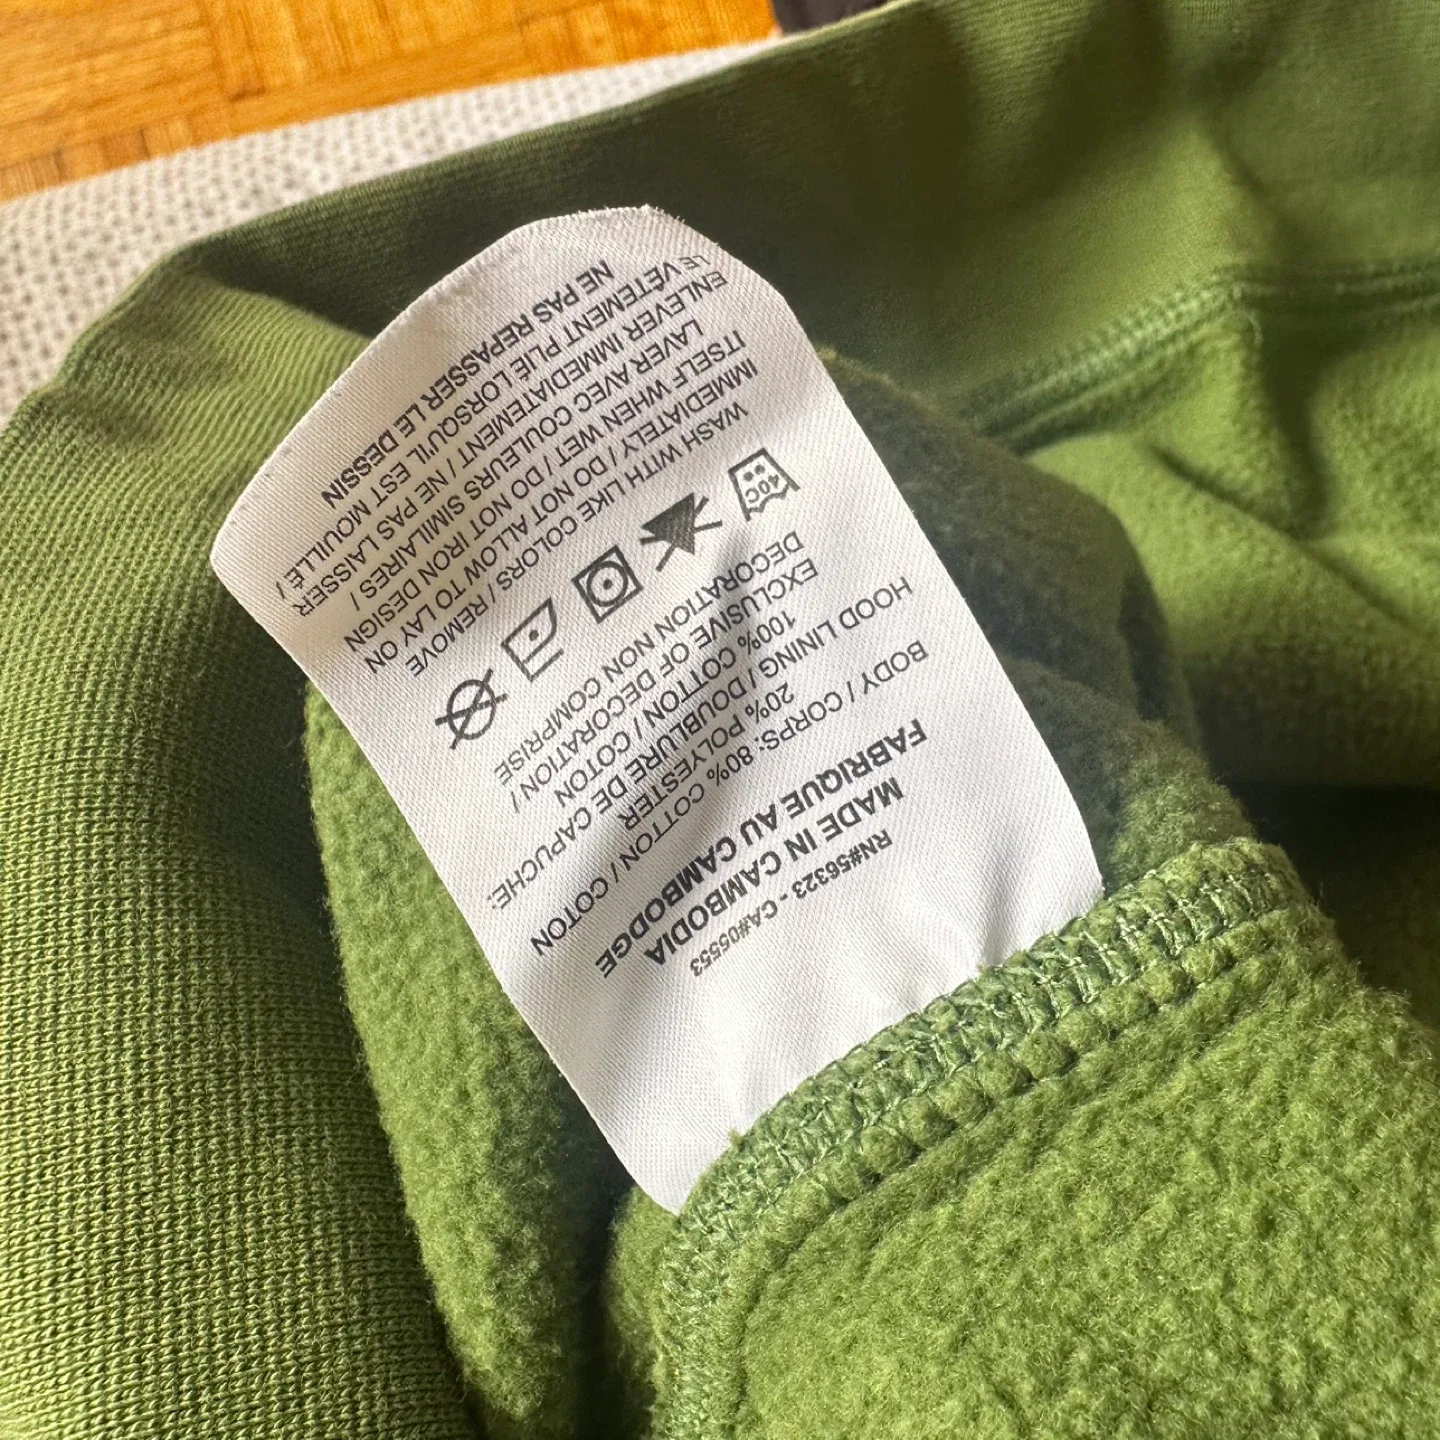 RN#56323 - CA#05553
MADE IN CAMBODIA
FABRIQUE AU CAMBODGE
BODY / CORPS: 80% COTTON / COTON
20% POLYESTER
HOOD LINING / DOUBLURE DE CAPUCHE:
100% COTTON / COTON
EXCLUSIVE OF DECORATION /
DECORATION NON COMPRISE
40C
WASH WITH LIKE COLORS / REMOVE
IMMEDIATELY / DO NOT ALLOW TO LAY ON
ITSELF WHEN WET / DO NOT IRON DESIGN
LAVER AVEC COULEURS SIMILAIRES /
ENLEVER IMMEDIATEMENT / NE PAS LAISSER
LE VÊTEMENT PLIÉ LORSQU'IL EST MOUILLÉ /
NE PAS REPASSER LE DESSIN